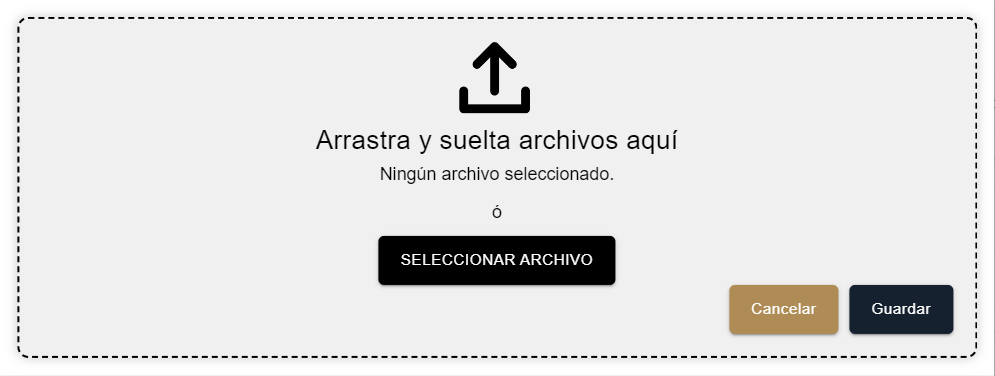 Arrastra y suelta archivos aquí
Ningún archivo seleccionado.
ó
SELECCIONAR ARCHIVO
Cancelar
Guardar